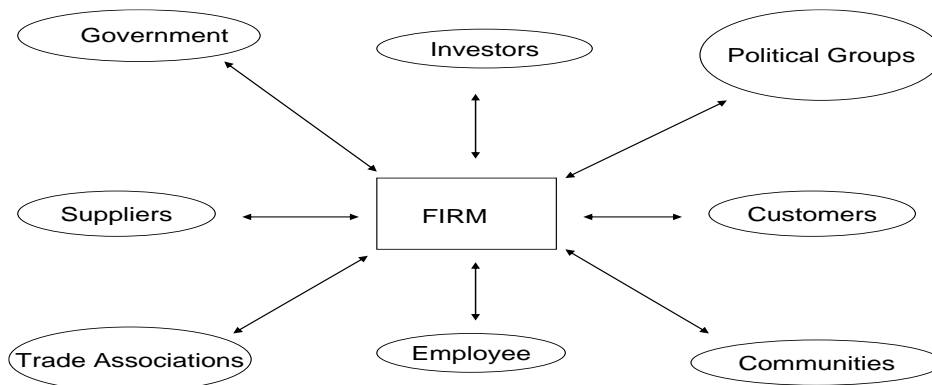 Government
Investors
Political Groups
Suppliers
FIRM
Customers
Trade Associations
Employee
Communities